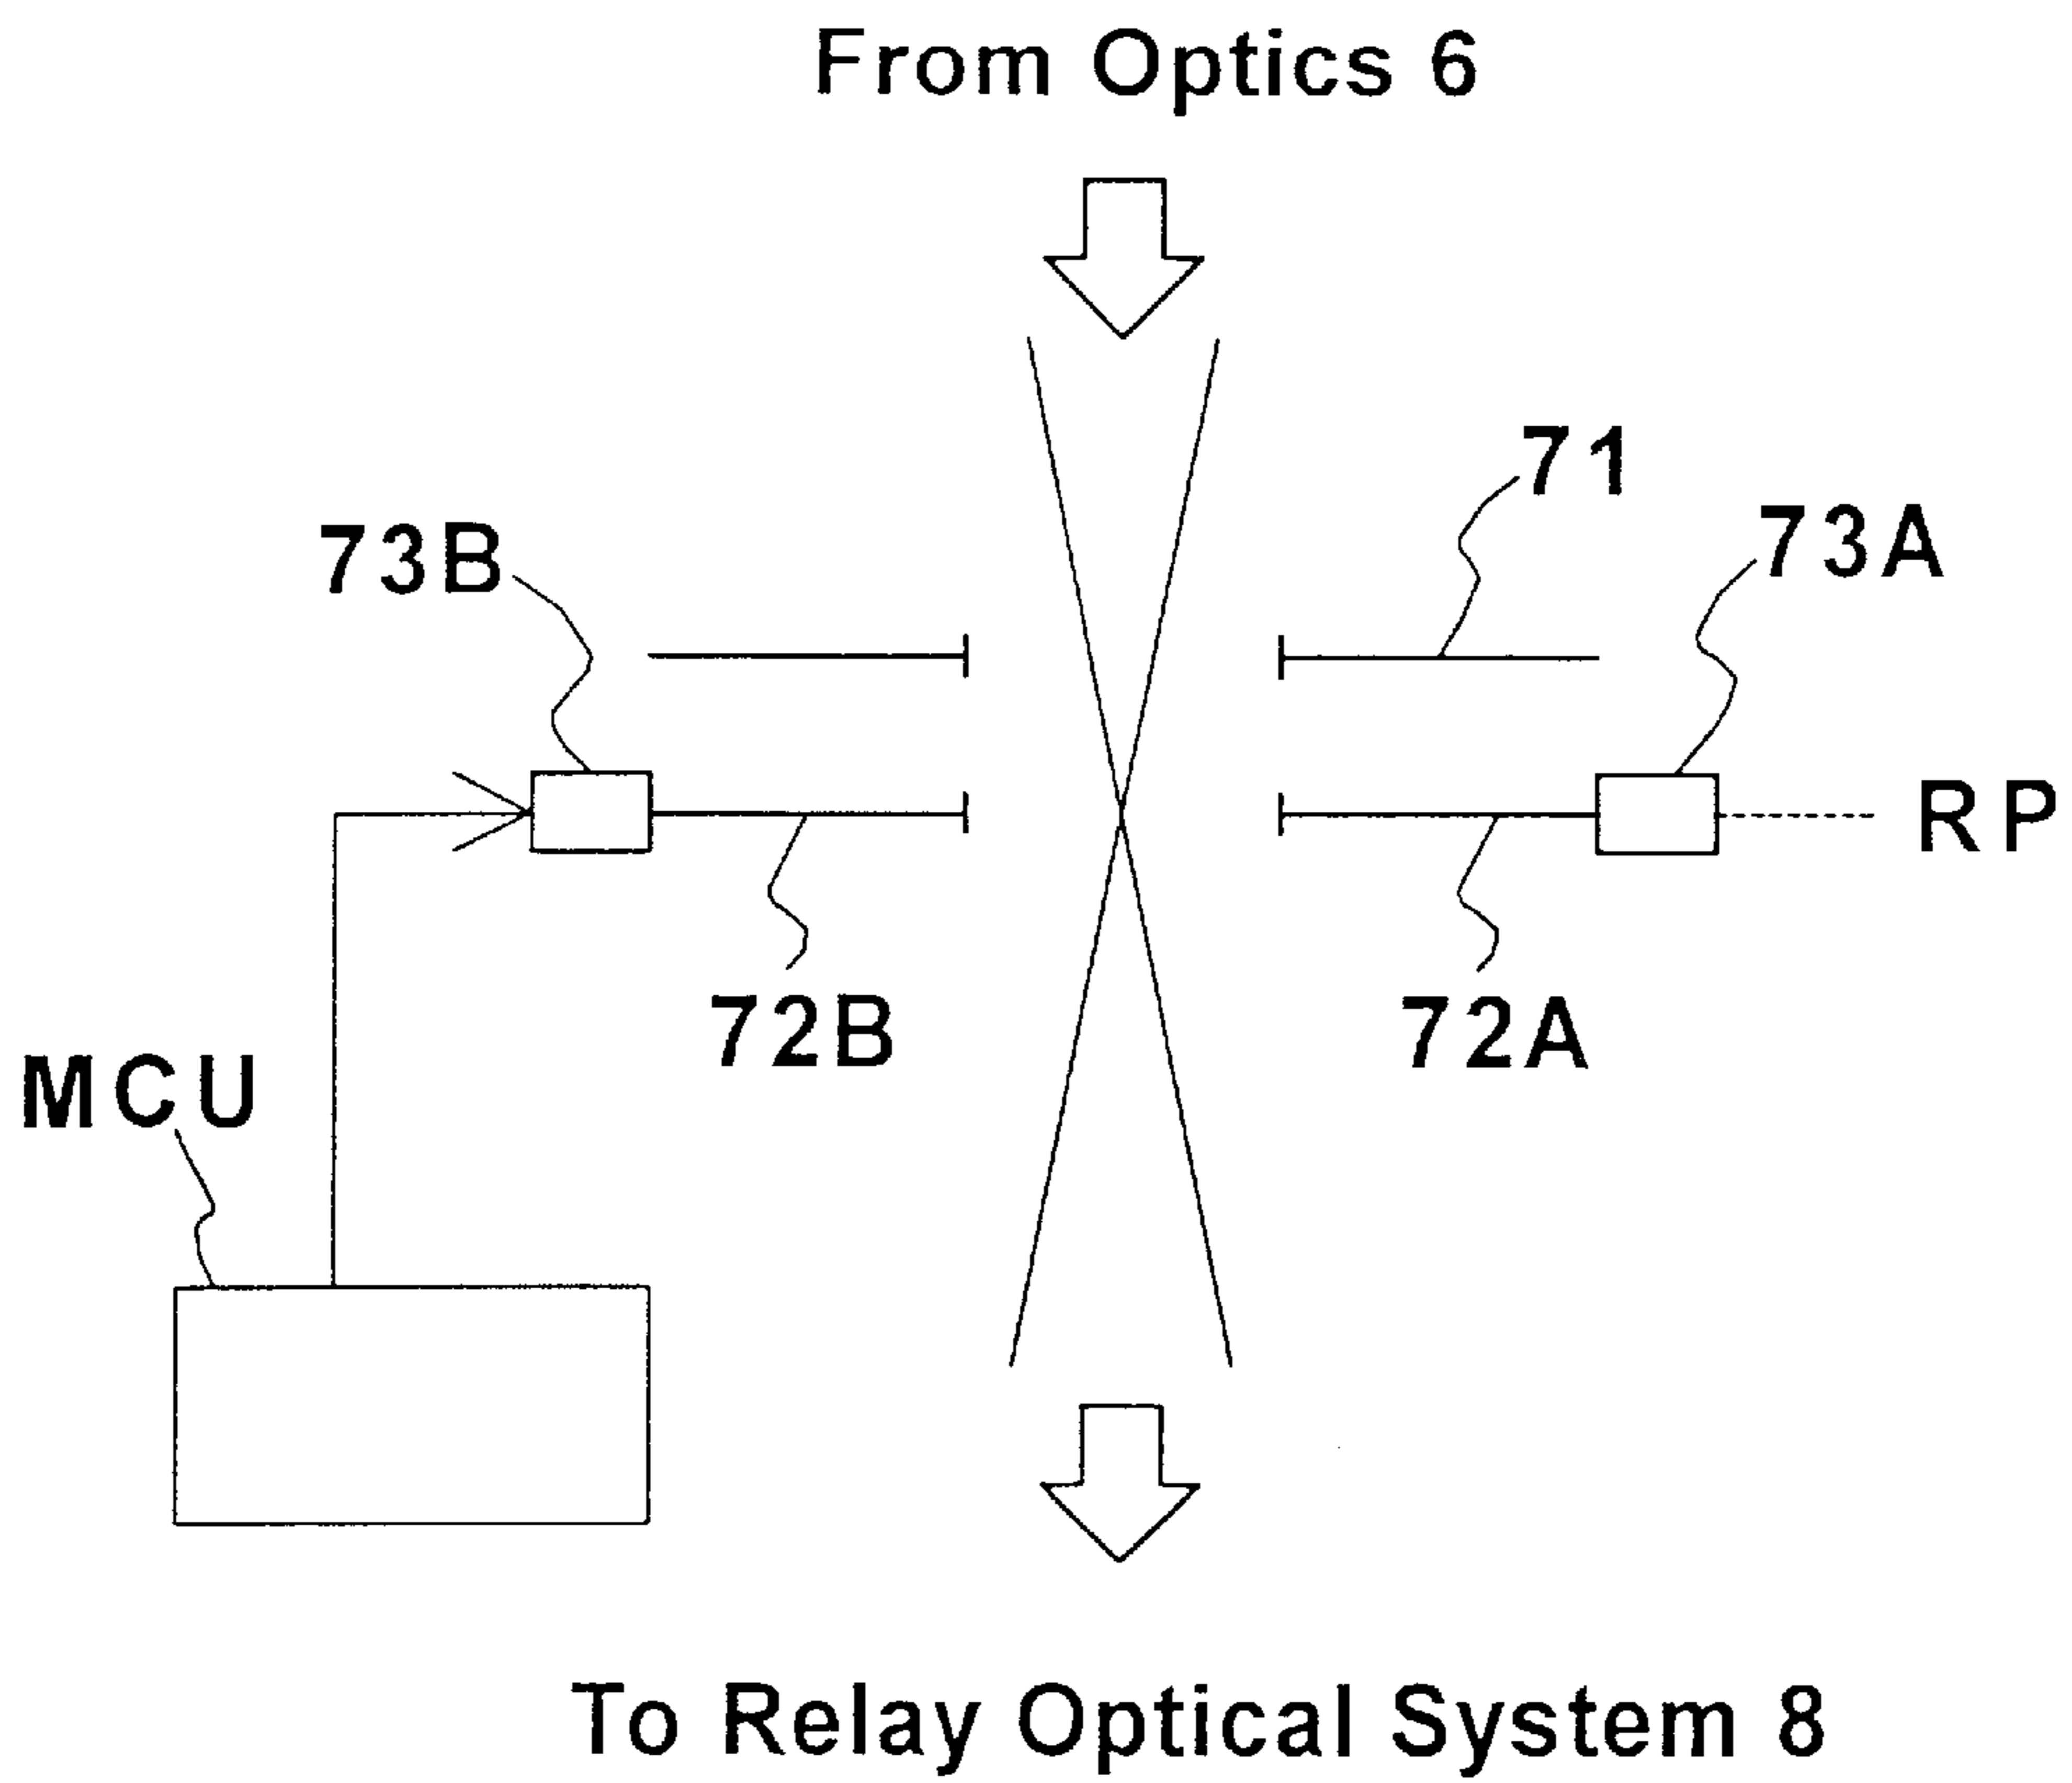 From Optics 6
71
73A
73B
RP
72B
72A
MCU
To Relay Optical System 8